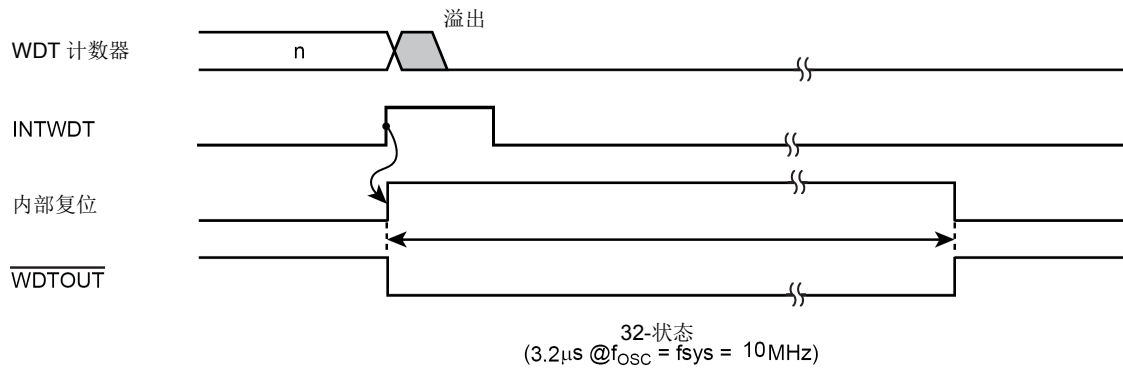 溢出
WDT 计数器
n
INTWDT
内部复位
WDTOUT
32-状态
(3.2μs @fOSC = fsys = 10MHz)